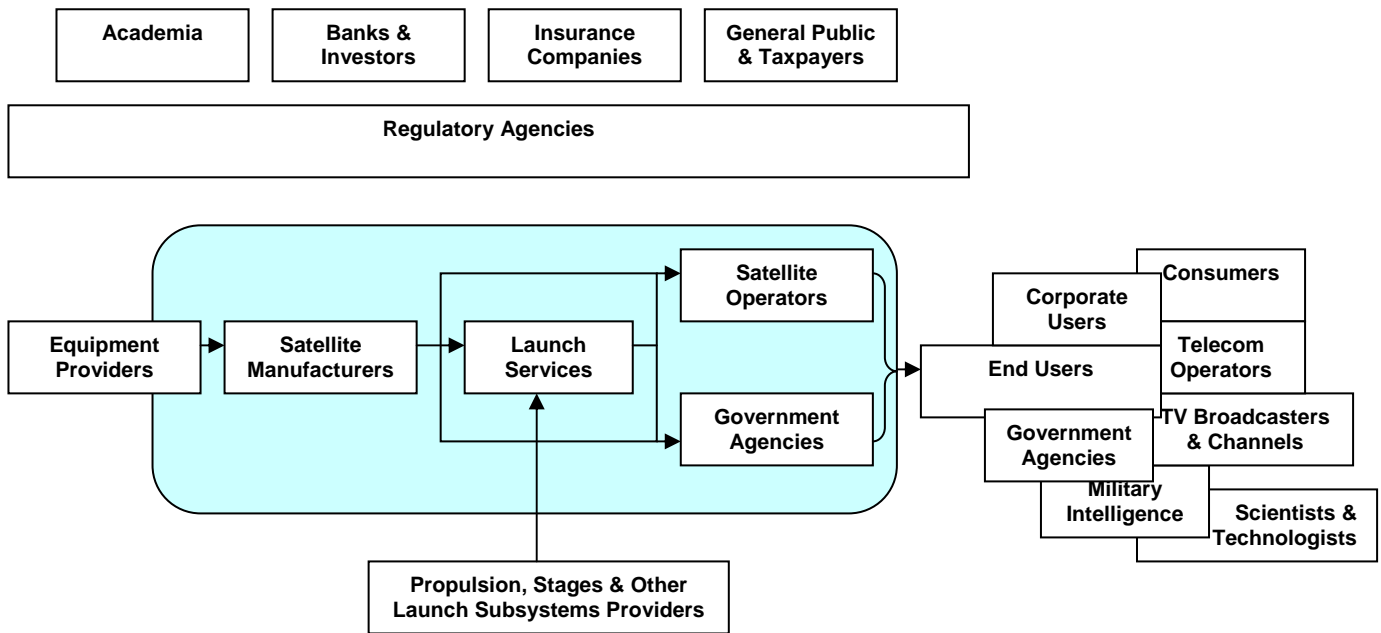 Academia
Banks &
Investors
Insurance
Companies
General Public
& Taxpayers
Regulatory Agencies
Equipment
Providers
Satellite
Manufacturers
Launch
Services
Satellite
Operators
Government
Agencies
Propulsion, Stages & Other
Launch Subsystems Providers
Consumers
Corporate
Users
Telecom
Operators
End Users
TV Broadcasters
& Channels
Government
Agencies
Military
Intelligence
Scientists &
Technologists